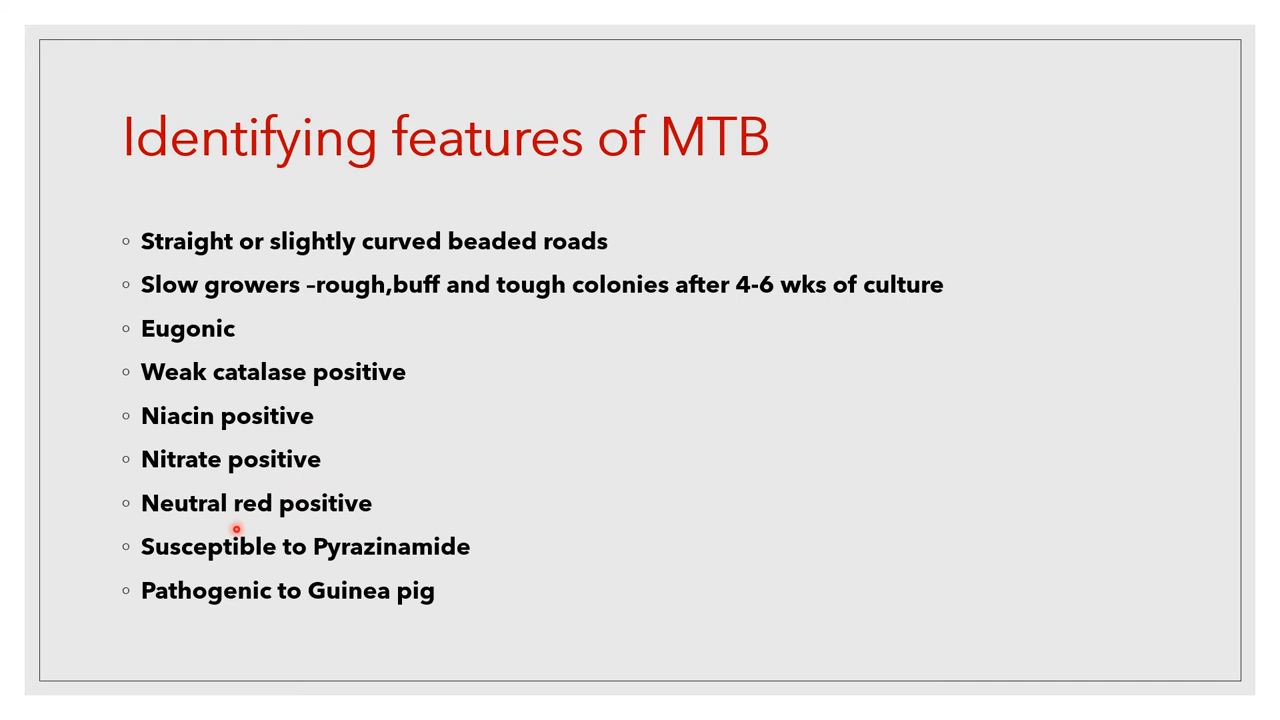 Identifying features of MTB
Straight or slightly curved beaded roads
Slow growers –rough,buff and tough colonies after 4-6 wks of culture
Eugonic
Weak catalase positive
Niacin positive
Nitrate positive
Neutral red positive
Susceptible to Pyrazinamide
Pathogenic to Guinea pig